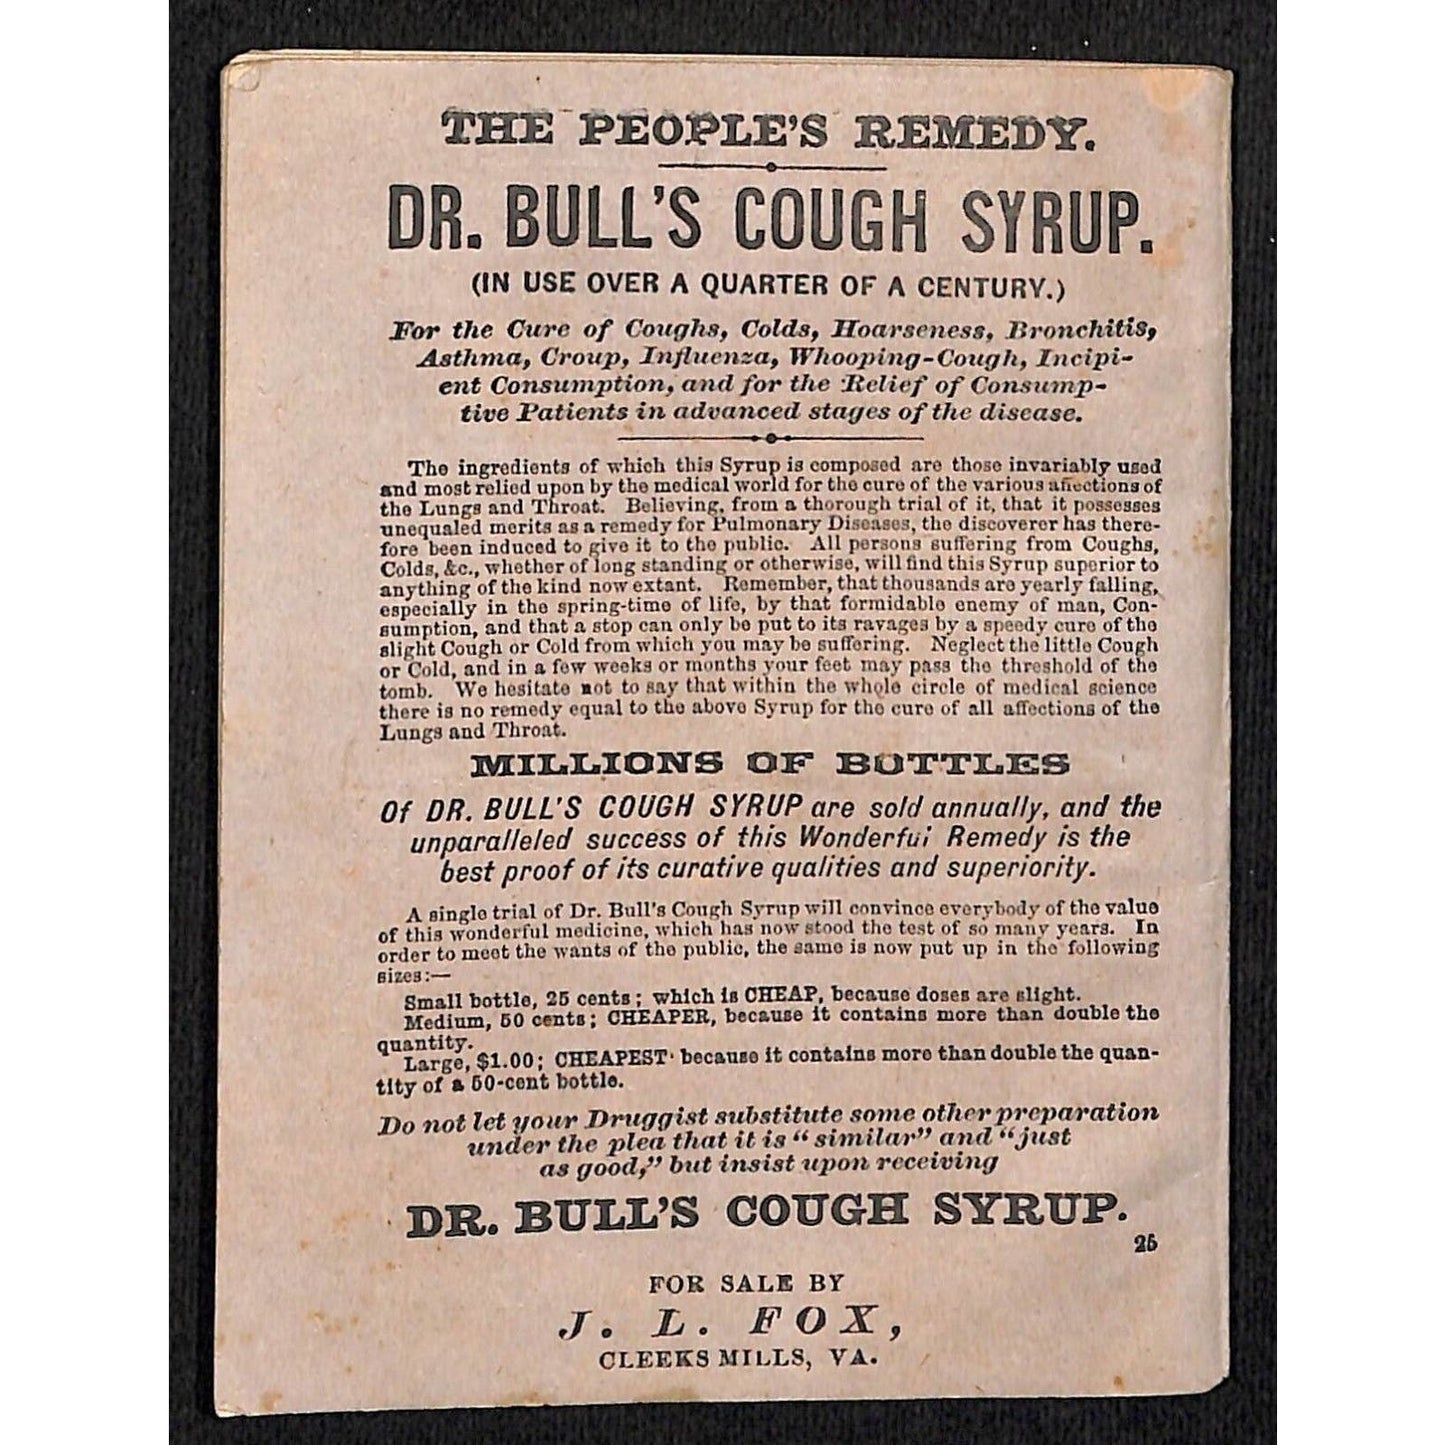 THE PEOPLE'S REMEDY.
DR. BULL'S COUGH SYRUP.
(IN USE OVER A QUARTER OF A CENTURY.)
For the Cure of Coughs, Colds, Hoarseness, Bronchitis,
Asthma, Croup, Influenza, Whooping-Cough, Incipi-
ent Consumption, and for the Relief of Consump-
tive Patients in advanced stages of the disease.
The ingredients of which this Syrup is composed are those invariably used
and most relied upon by the medical world for the cure of the various affections of
the Lungs and Throat. Believing, from a thorough trial of it, that it possesses
unequaled merits as a remedy for Pulmonary Diseases, the discoverer has there-
fore been induced to give it to the public. All persons suffering from Coughs,
Colds, &c., whether of long standing or otherwise, will find this Syrup superior to
anything of the kind now extant. Remember, that thousands are yearly falling,
especially in the spring-time of life, by that formidable enemy of man, Con-
sumption, and that a stop can only be put to its ravages by a speedy cure of the
slight Cough or Cold from which you may be suffering. Neglect the little Cough
or Cold, and in a few weeks or months your feet may pass the threshold of the
tomb. We hesitate not to say that within the whole circle of medical science
there is no remedy equal to the above Syrup for the cure of all affections of the
Lungs and Throat.
MILLIONS OF BOTTLES
Of DR. BULL'S COUGH SYRUP are sold annually, and the
unparalleled success of this Wonderful Remedy is the
best proof of its curative qualities and superiority.
A single trial of Dr. Bull's Cough Syrup will convince everybody of the value
of this wonderful medicine, which has now stood the test of so many years. In
order to meet the wants of the public, the same is now put up in the following
sizes:—
Small bottle, 25 cents; which is CHEAP, because doses are slight.
Medium, 50 cents; CHEAPER, because it contains more than double the
quantity.
Large, $1.00; CHEAPEST· because it contains more than double the quan-
tity of a 50-cent bottle.
Do not let your Druggist substitute some other preparation
under the plea that it is "similar" and "just
as good," but insist upon receiving
DR. BULL'S COUGH SYRUP.
25
FOR SALE BY
J. L. FOX,
CLEEKS MILLS, VA.